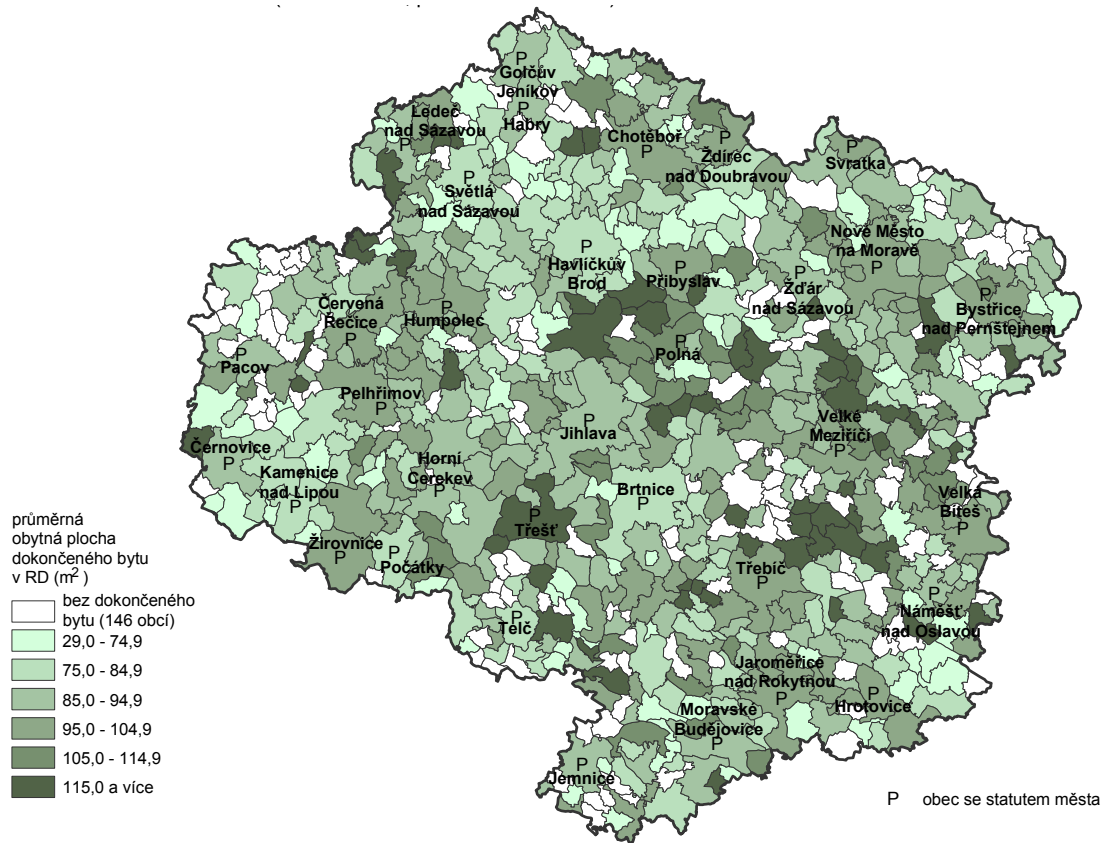 P
Golčův
Jeníkov
P
Habry
Ledeč
nad Sázavou
P
Chotěboř
P
P
Ždírec
nad Doubravou
P
Svratka
P
Světlá
nad Sázavou
Nové Město
na Moravě
P
P
Havlíčkův
Brod
P
Přibyslav
P
Žďár
nad Sázavou
P
Bystřice
nad Pernštejnem
Červená
Řečice
P
P
Humpolec
P
Polná
P
Pacov
Pelhřimov
P
P
Jihlava
Velké
Meziříčí
P
Černovice
P
Kamenice
nad Lipou
P
Horní
Cerekev
P
Brtnice
P
Velká
Bíteš
P
P
Třešť
Žirovnice
P
P
Počátky
Třebíč
P
P
Telč
P
Náměšť
nad Oslavou
Jaroměřice
nad Rokytnou
P
P
Hrotovice
Moravské
Budějovice
P
P
Jemnice
průměrná
obytná plocha
dokončeného bytu
v RD (m2)
bez dokončeného
bytu (146 obcí)
29,0 - 74,9
75,0 - 84,9
85,0 - 94,9
95,0 - 104,9
105,0 - 114,9
115,0 a více
P obec se statutem města